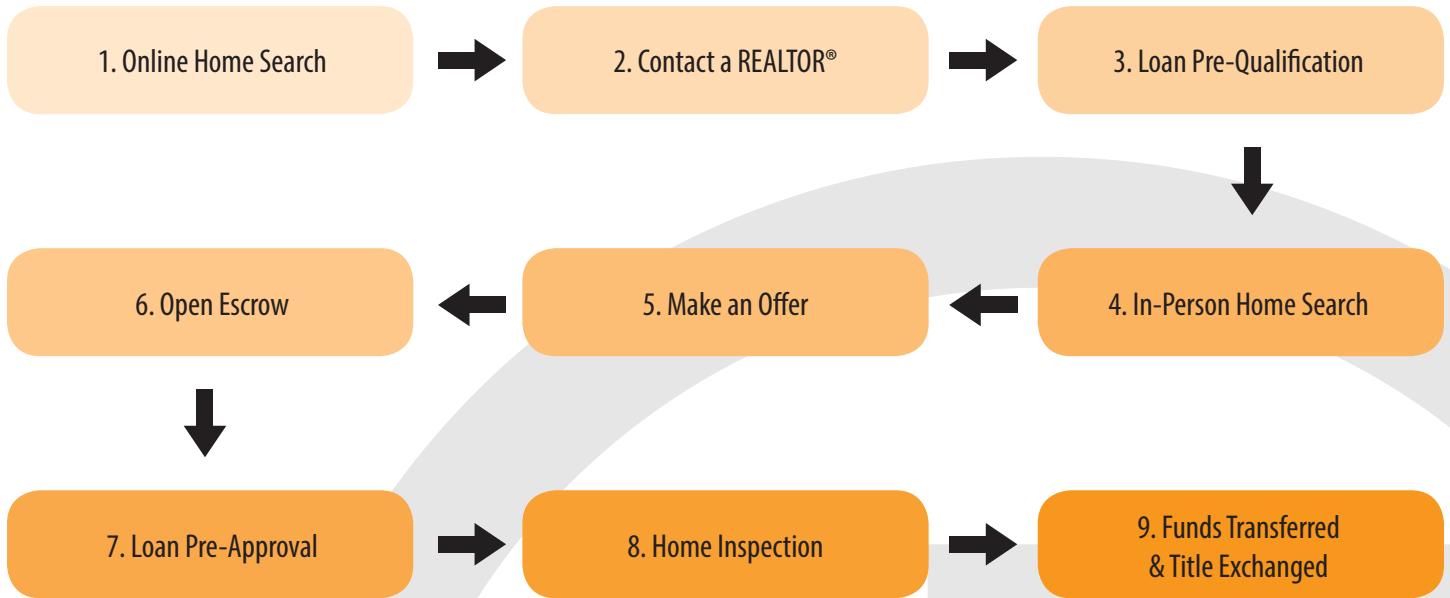 1. Online Home Search
2. Contact a REALTOR®
3. Loan Pre-Qualification
4. In-Person Home Search
5. Make an Offer
6. Open Escrow
7. Loan Pre-Approval
8. Home Inspection
9. Funds Transferred
& Title Exchanged